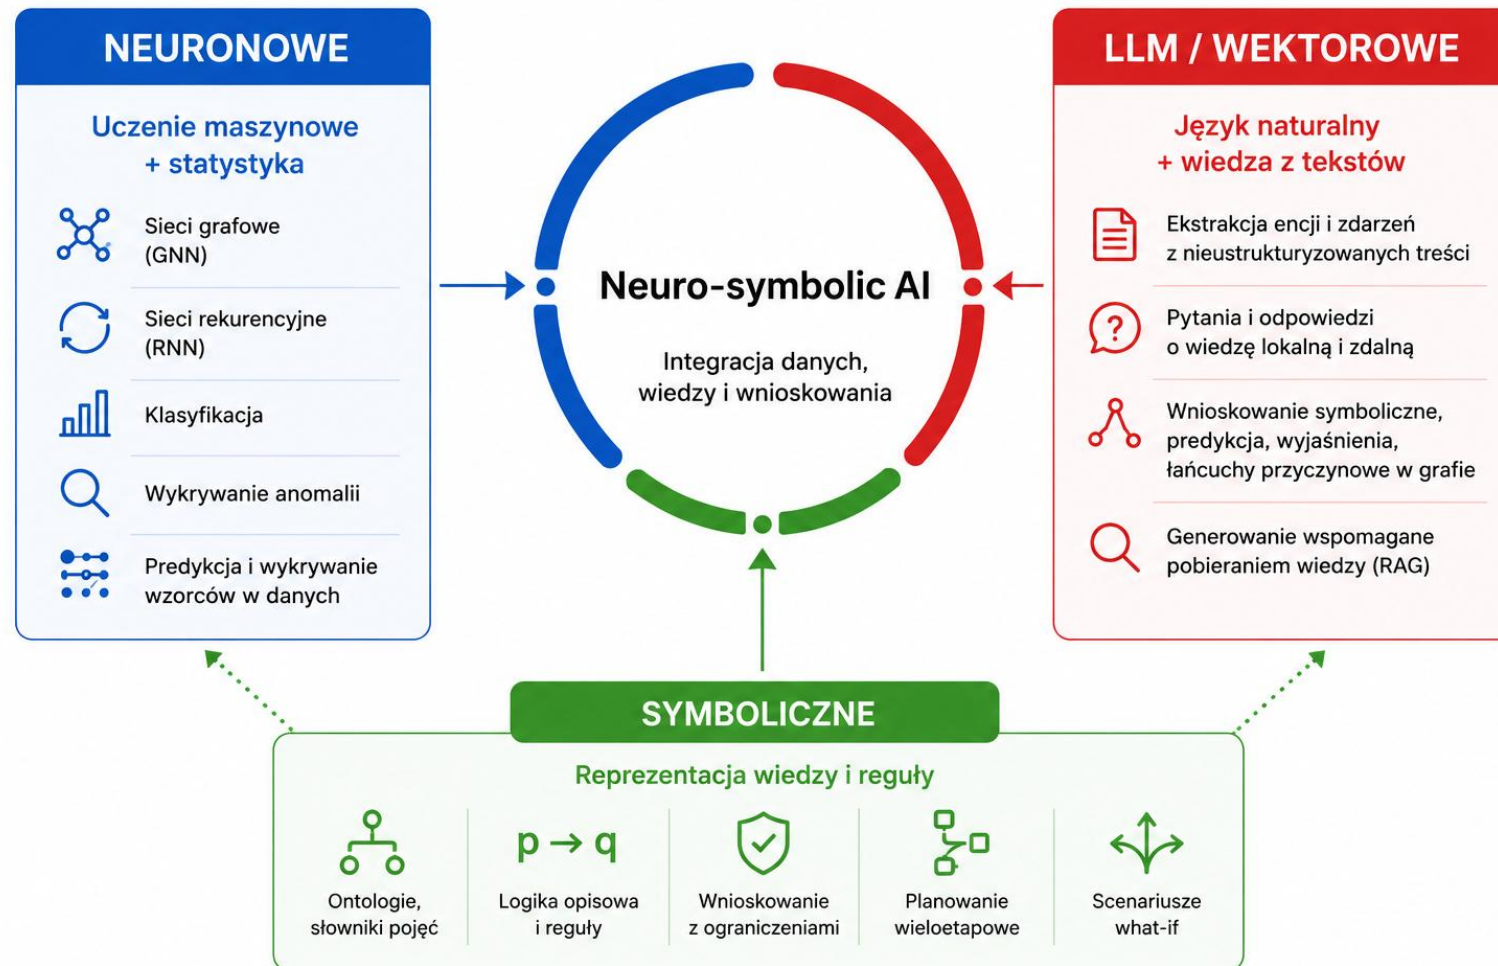 NEURONOWE
Uczenie maszynowe
+ statystyka
Sieci grafowe
(GNN)
Sieci rekurencyjne
(RNN)
Klasyfikacja
Wykrywanie anomalii
Predykcja i wykrywanie
wzorców w danych
Neuro-symbolic AI
Integracja danych,
wiedzy i wnioskowania
LLM / WEKTOROWE
Język naturalny
+ wiedza z tekstów
Ekstrakcja encji i zdarzeń
z nieustrukturyzowanych treści
?
Pytania i odpowiedzi
o wiedzę lokalną i zdalną
Wnioskowanie symboliczne,
predykcja, wyjaśnienia,
łańcuchy przyczynowe w grafie
Generowanie wspomagane
pobieraniem wiedzy (RAG)
SYMBOLICZNE
Reprezentacja wiedzy i reguły
Ontologie,
słowniki pojęć
p → q
Logika opisowa
i reguły
Wnioskowanie
z ograniczeniami
Planowanie
wieloetapowe
Scenariusze
what-if